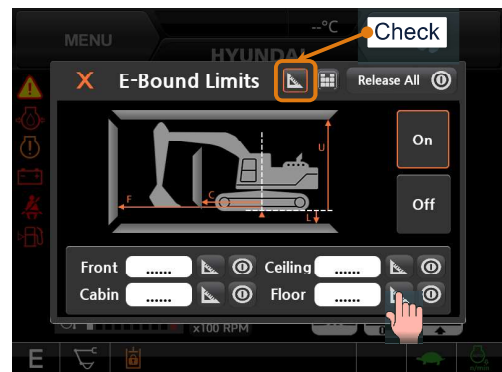 --°C
Check
MENU
HYUNDAI
X E-Bound Limits Release All
U
On
C
F
L
Off
Front ...... Ceiling ......
Cabin ...... Floor ......
x100 RPM
E